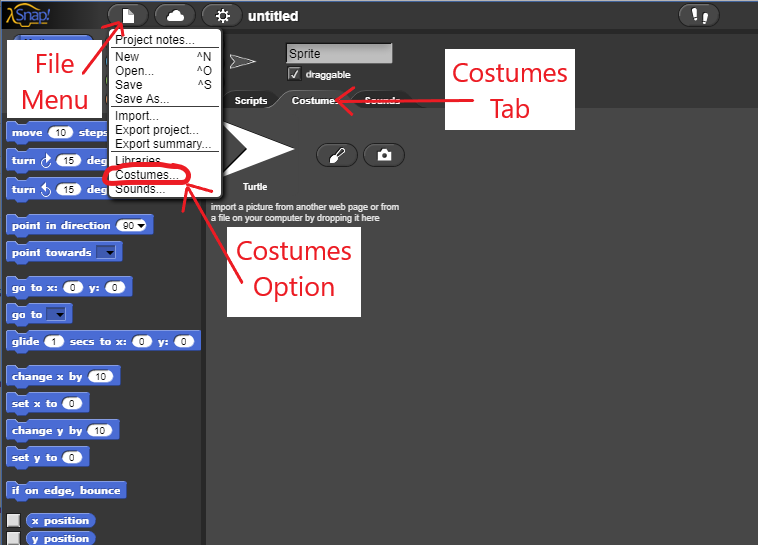 Snap!
untitled
File
Menu
Project notes...
New ^N
Open... ^O
Save ^S
Save As...
Import...
Export project...
Export summary...
Libraries
Costumes...
Sounds...
Sprite
draggable
Scripts
Costumes
Sounds
Costumes
Tab
Turtle
import a picture from another web page or from
a file on your computer by dropping it here
Costumes
Option
move 10 steps
turn 15 deg
turn 15 deg
point in direction 90
point towards
go to x: 0 y: 0
go to
glide 1 secs to x: 0 y: 0
change x by 10
set x to 0
change y by 10
set y to 0
if on edge, bounce
x position
y position